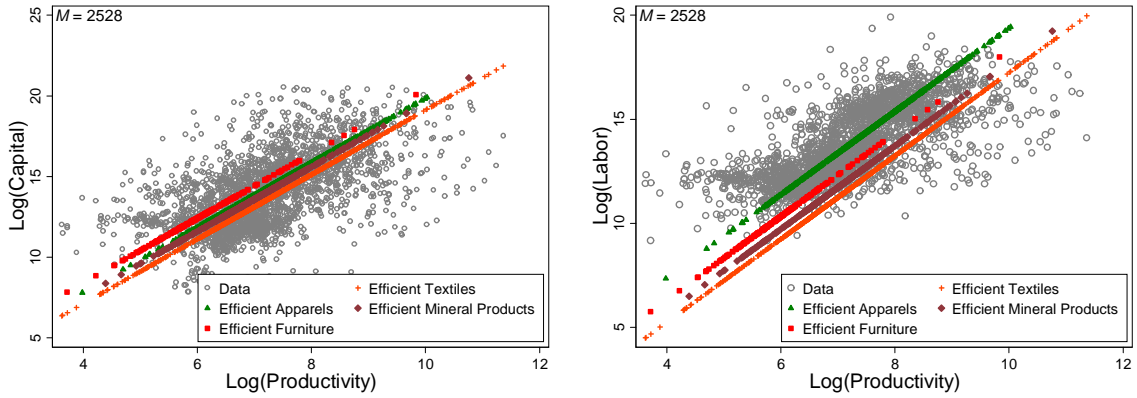 M = 2528
Log(Capital)
25
20
15
10
5
Data
Efficient Textiles
Efficient Apparels
Efficient Mineral Products
Efficient Furniture
4
6
8
10
12
Log(Productivity)
M = 2528
Log(Labor)
20
15
10
5
Data
Efficient Textiles
Efficient Apparels
Efficient Mineral Products
Efficient Furniture
4
6
8
10
12
Log(Productivity)